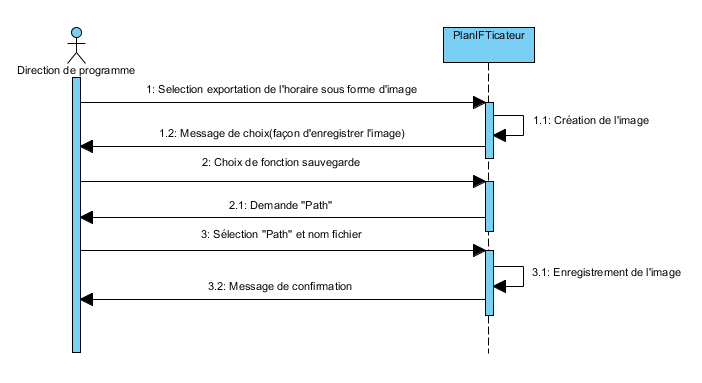 PlanIFTicateur
Direction de programme
1: Selection exportation de l'horaire sous forme d'image
1.1: Création de l'image
1.2: Message de choix(façon d'enregistrer l'image)
2: Choix de fonction sauvegarde
2.1: Demande "Path"
3: Sélection "Path" et nom fichier
3.1: Enregistrement de l'image
3.2: Message de confirmation